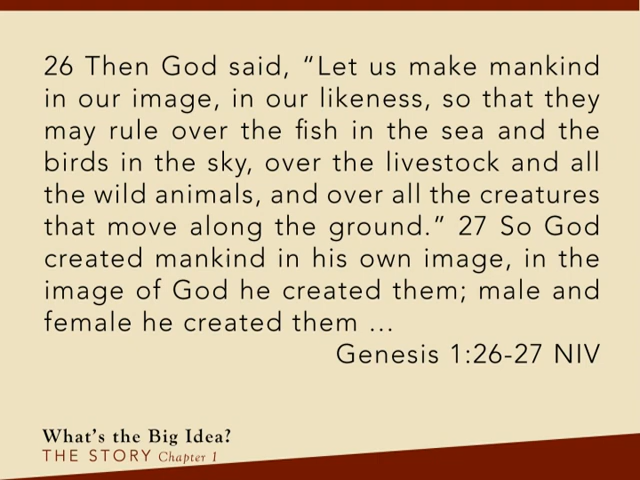 26 Then God said, “Let us make mankind
in our image, in our likeness, so that they
may rule over the fish in the sea and the
birds in the sky, over the livestock and all
the wild animals, and over all the creatures
that move along the ground.” 27 So God
created mankind in his own image, in the
image of God he created them; male and
female he created them ...
Genesis 1:26-27 NIV
What’s the Big Idea?
THE STORY Chapter 1